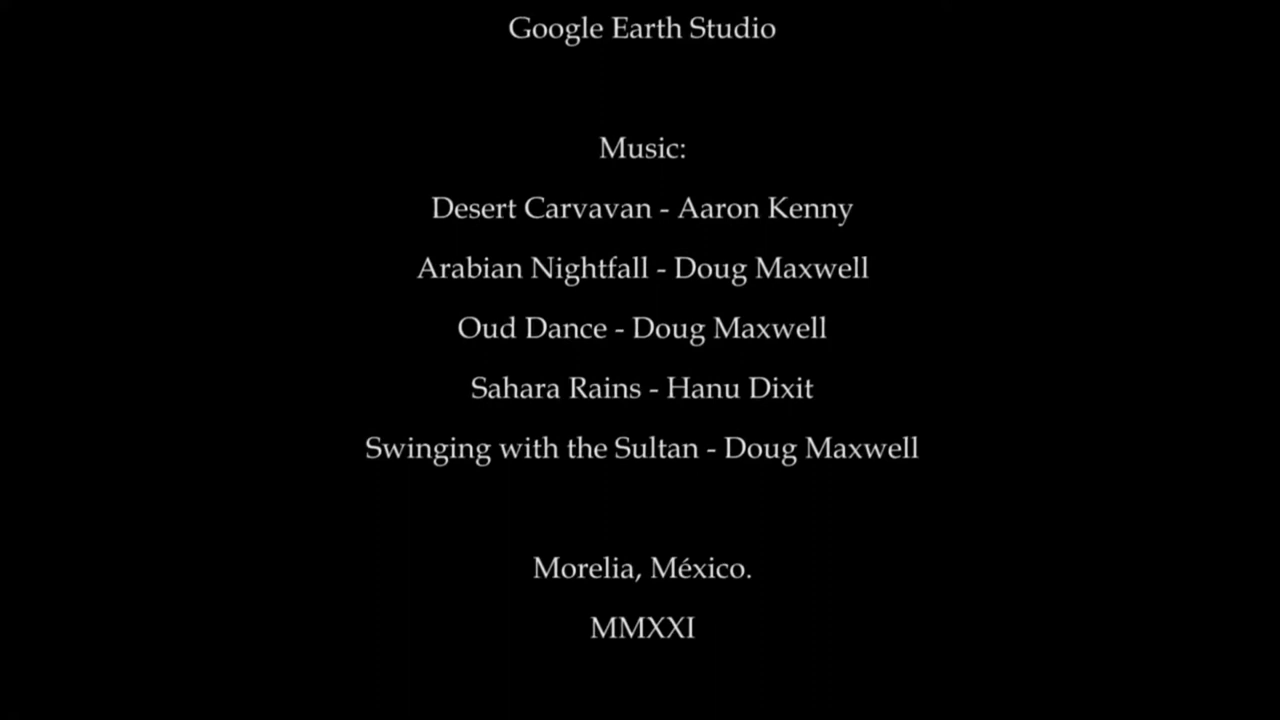 Google Earth Studio
Music:
Desert Carvavan - Aaron Kenny
Arabian Nightfall - Doug Maxwell
Oud Dance - Doug Maxwell
Sahara Rains - Hanu Dixit
Swinging with the Sultan - Doug Maxwell
Morelia, México.
MMXXI